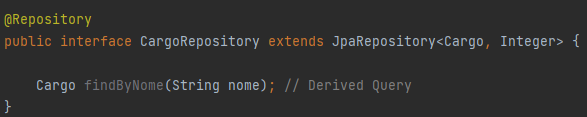 @Repository
public interface CargoRepository extends JpaRepository<Cargo, Integer> {
Cargo findByNome(String nome); // Derived Query
}